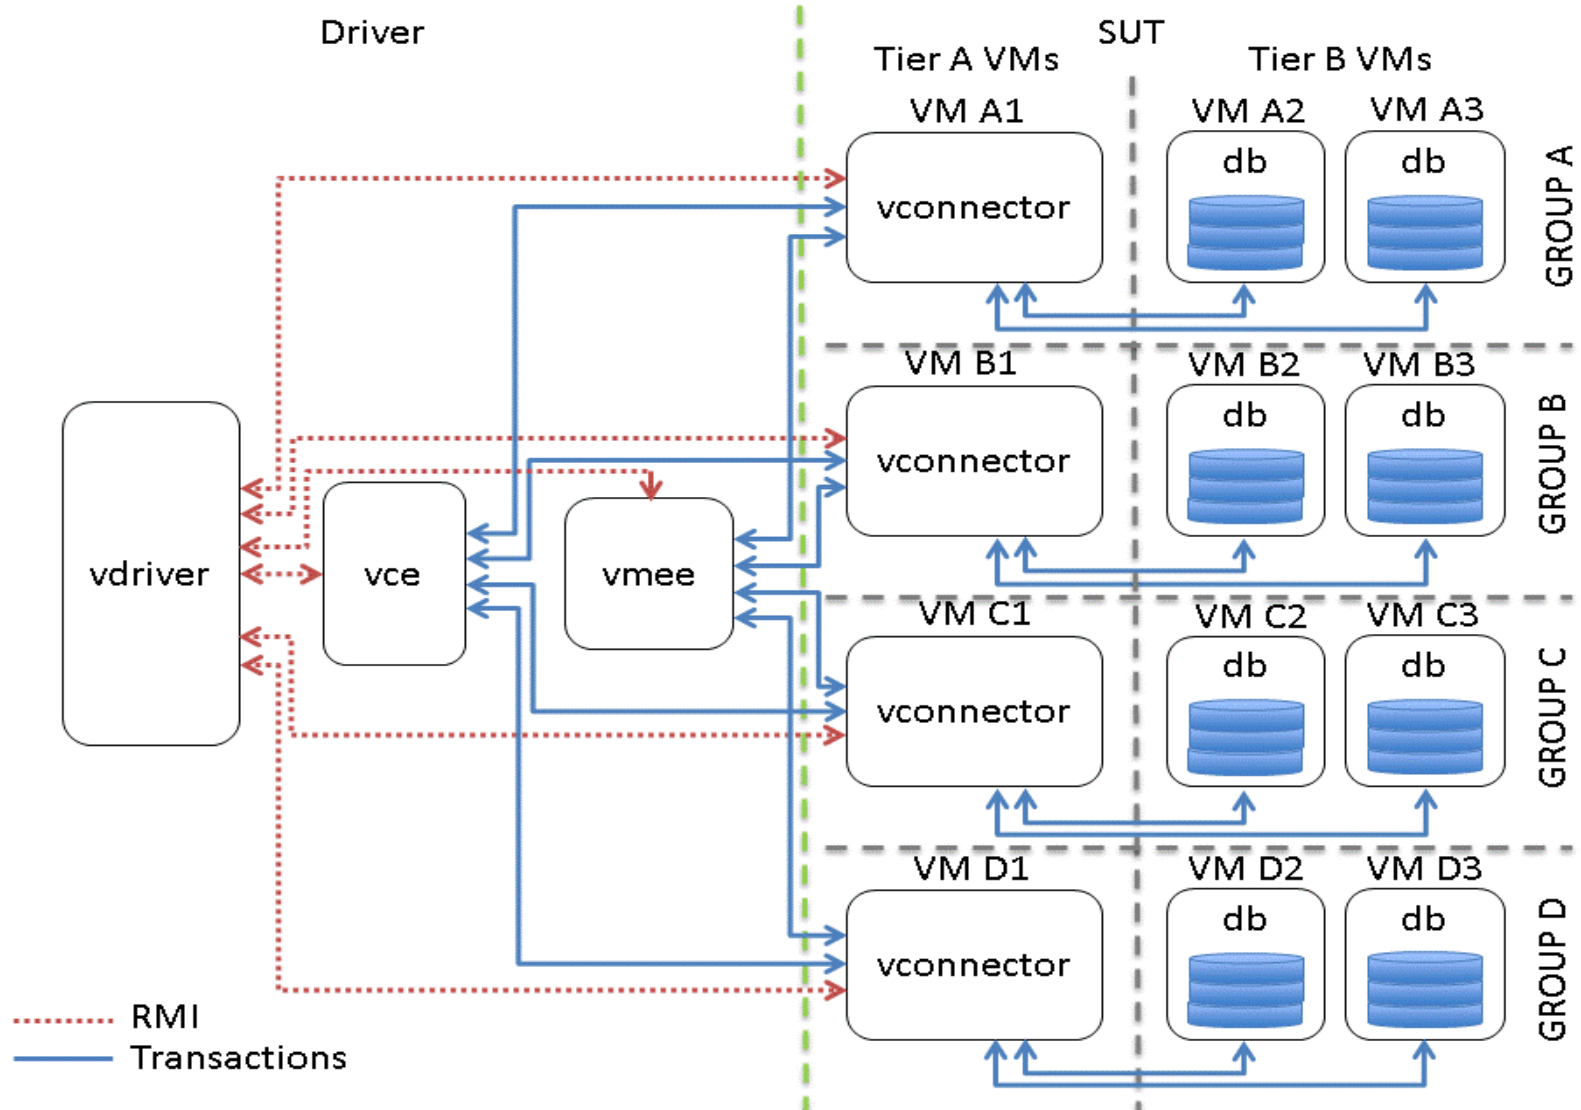 Driver
SUT
Tier A VMs
Tier B VMs
VM A1
VM A2
VM A3
vconnector
db
db
GROUP A
VM B1
VM B2
VM B3
vconnector
db
db
GROUP B
vdriver
vce
vmee
VM C1
VM C2
VM C3
vconnector
db
db
GROUP C
VM D1
VM D2
VM D3
vconnector
db
db
GROUP D
RMI
Transactions